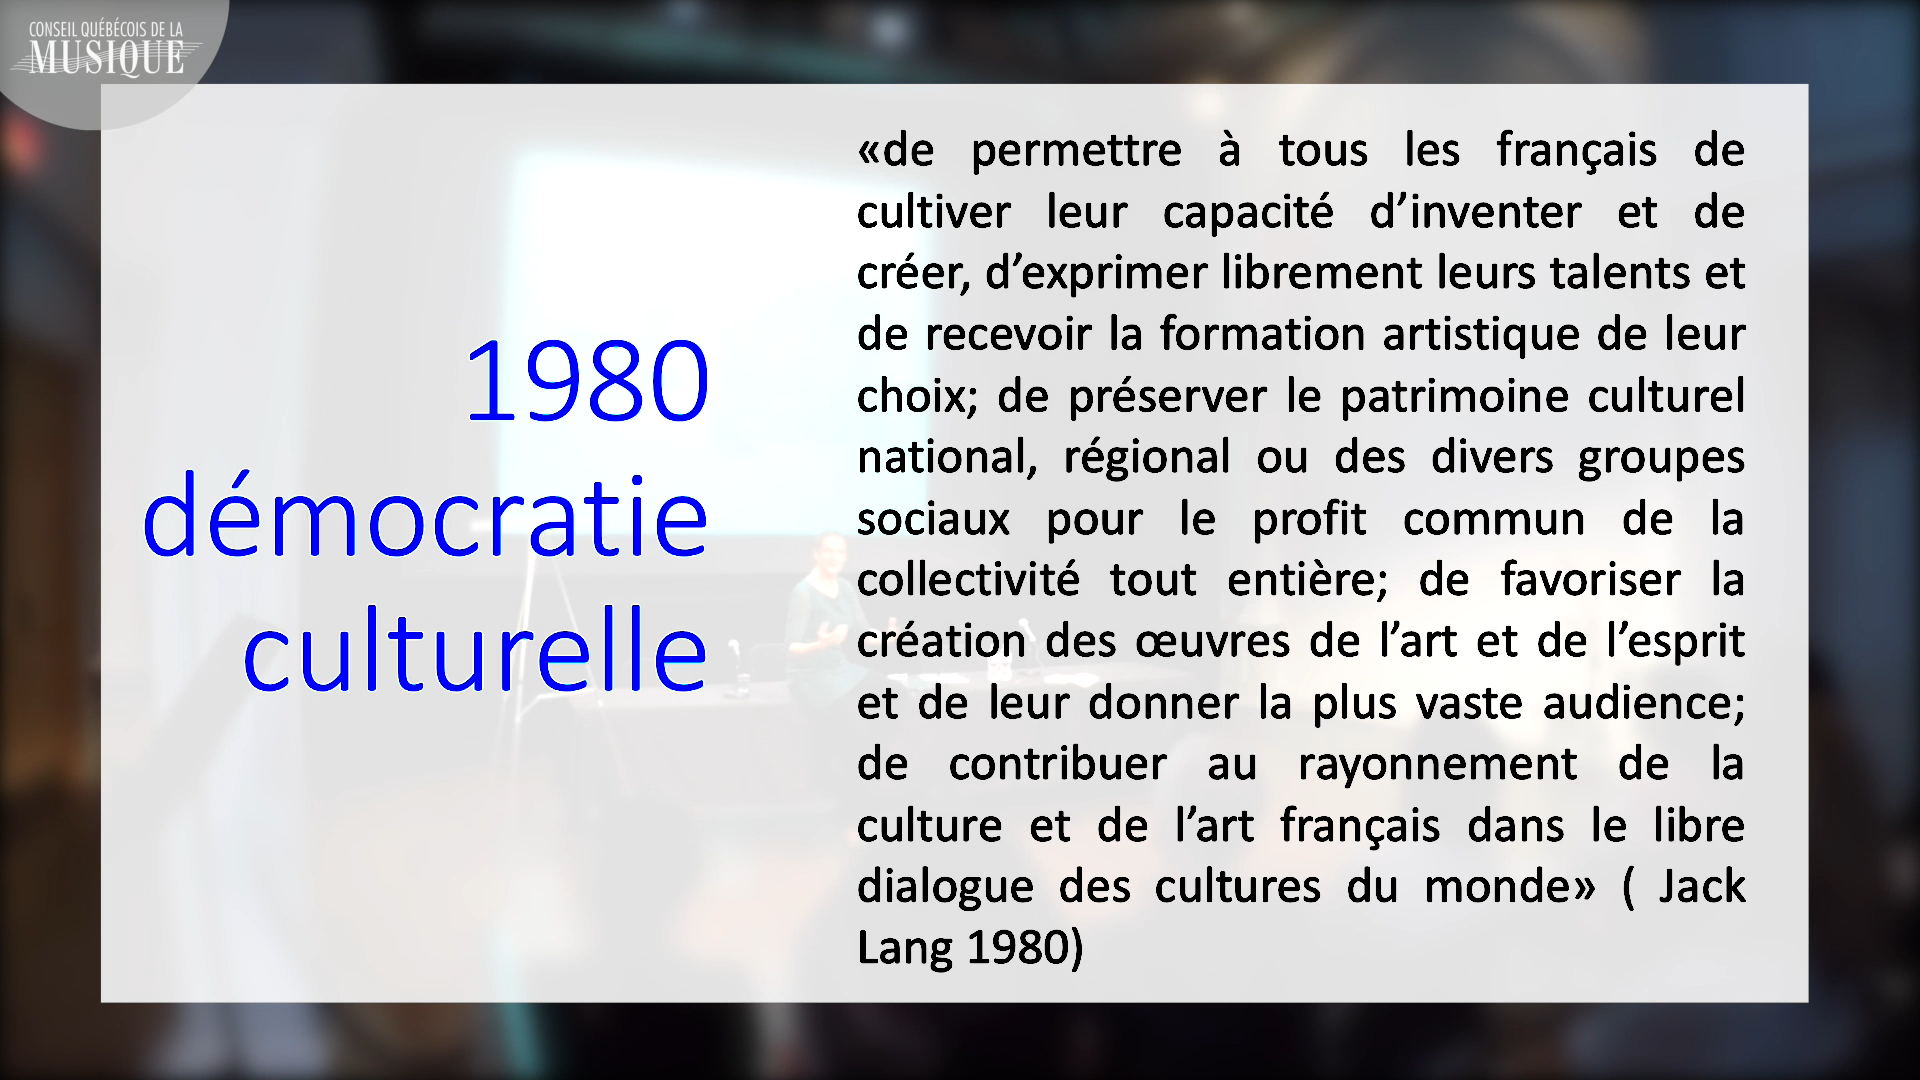 CONSEIL QUÉBÉCOIS DE LA
MUSIQUE
1980
démocratie
culturelle
«de permettre à tous les français de
cultiver leur capacité d’inventer et de
créer, d’exprimer librement leurs talents et
de recevoir la formation artistique de leur
choix; de préserver le patrimoine culturel
national, régional ou des divers groupes
sociaux pour le profit commun de la
collectivité tout entière; de favoriser la
création des œuvres de l’art et de l’esprit
et de leur donner la plus vaste audience;
de contribuer au rayonnement de la
culture et de l’art français dans le libre
dialogue des cultures du monde» ( Jack
Lang 1980)